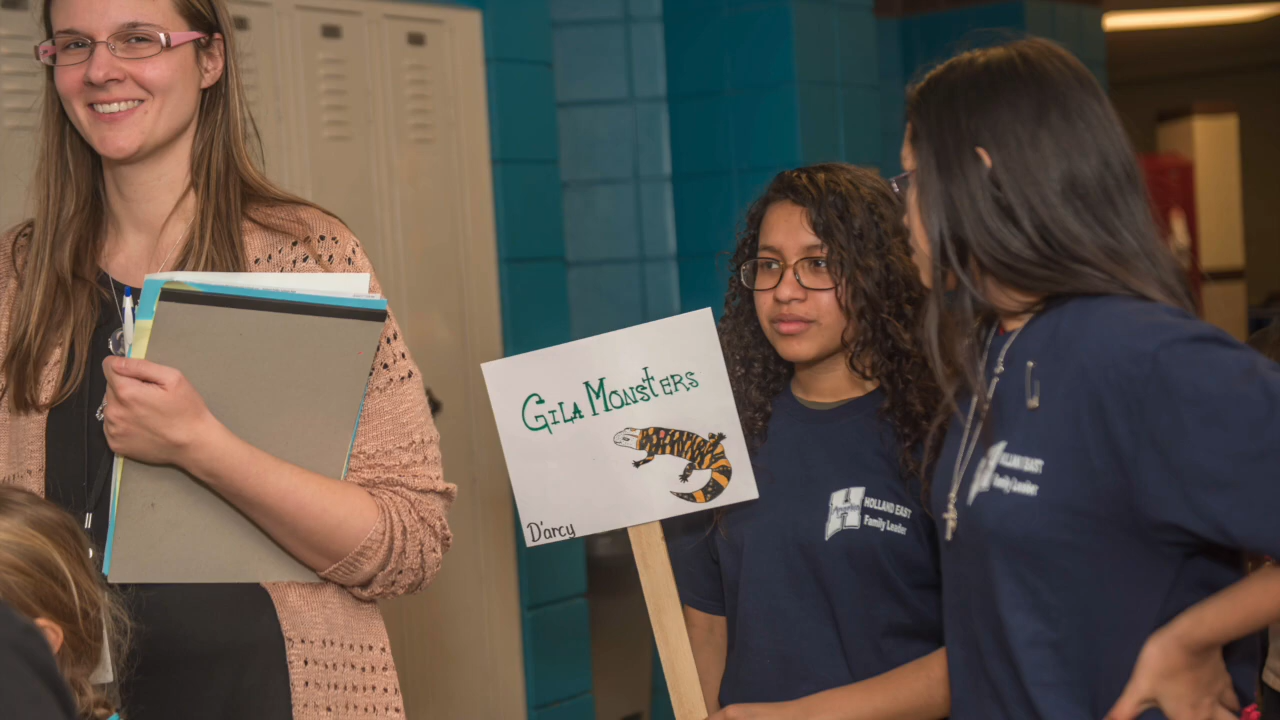 Gila Monsters
D'arcy
HOLLAND EAST
Family Leader
Family Leader